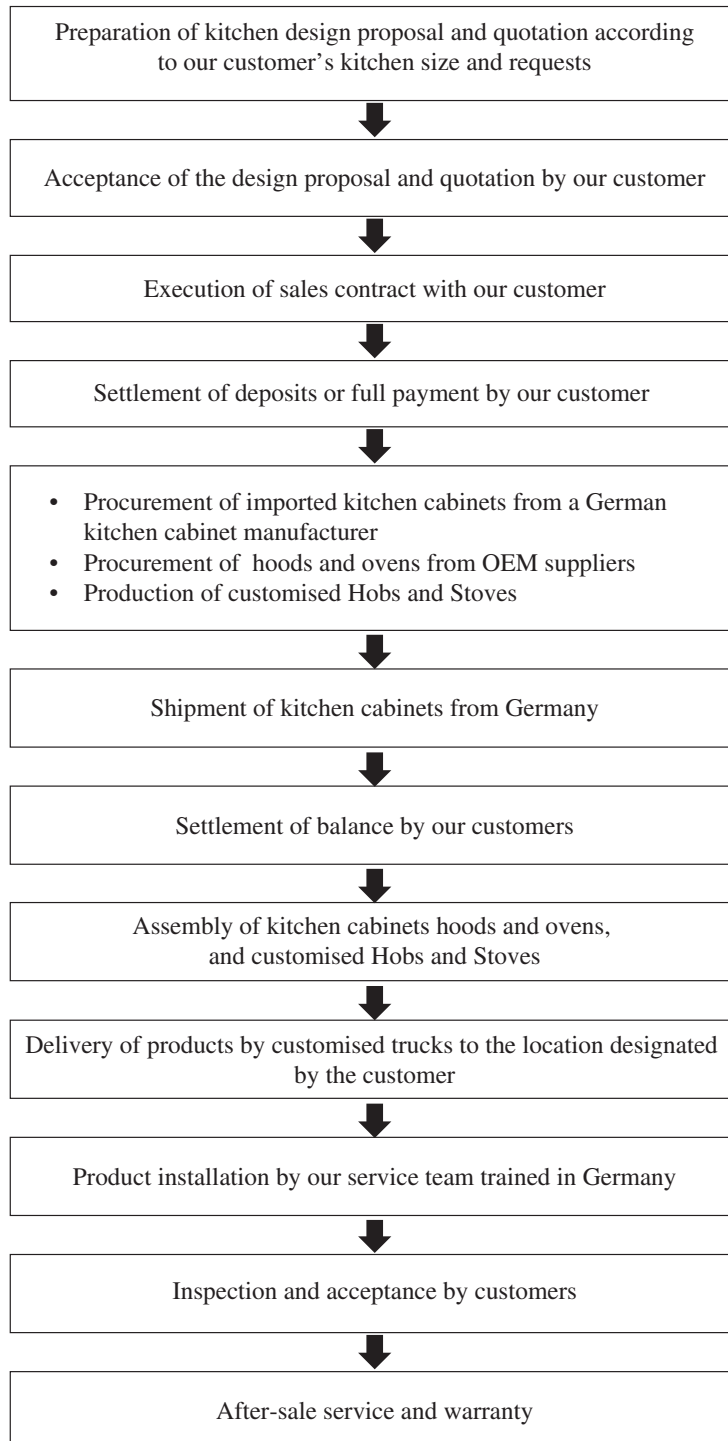 Preparation of kitchen design proposal and quotation according
to our customer’s kitchen size and requests
Acceptance of the design proposal and quotation by our customer
Execution of sales contract with our customer
Settlement of deposits or full payment by our customer
• Procurement of imported kitchen cabinets from a German
kitchen cabinet manufacturer
• Procurement of hoods and ovens from OEM suppliers
• Production of customised Hobs and Stoves
Shipment of kitchen cabinets from Germany
Settlement of balance by our customers
Assembly of kitchen cabinets hoods and ovens,
and customised Hobs and Stoves
Delivery of products by customised trucks to the location designated
by the customer
Product installation by our service team trained in Germany
Inspection and acceptance by customers
After-sale service and warranty